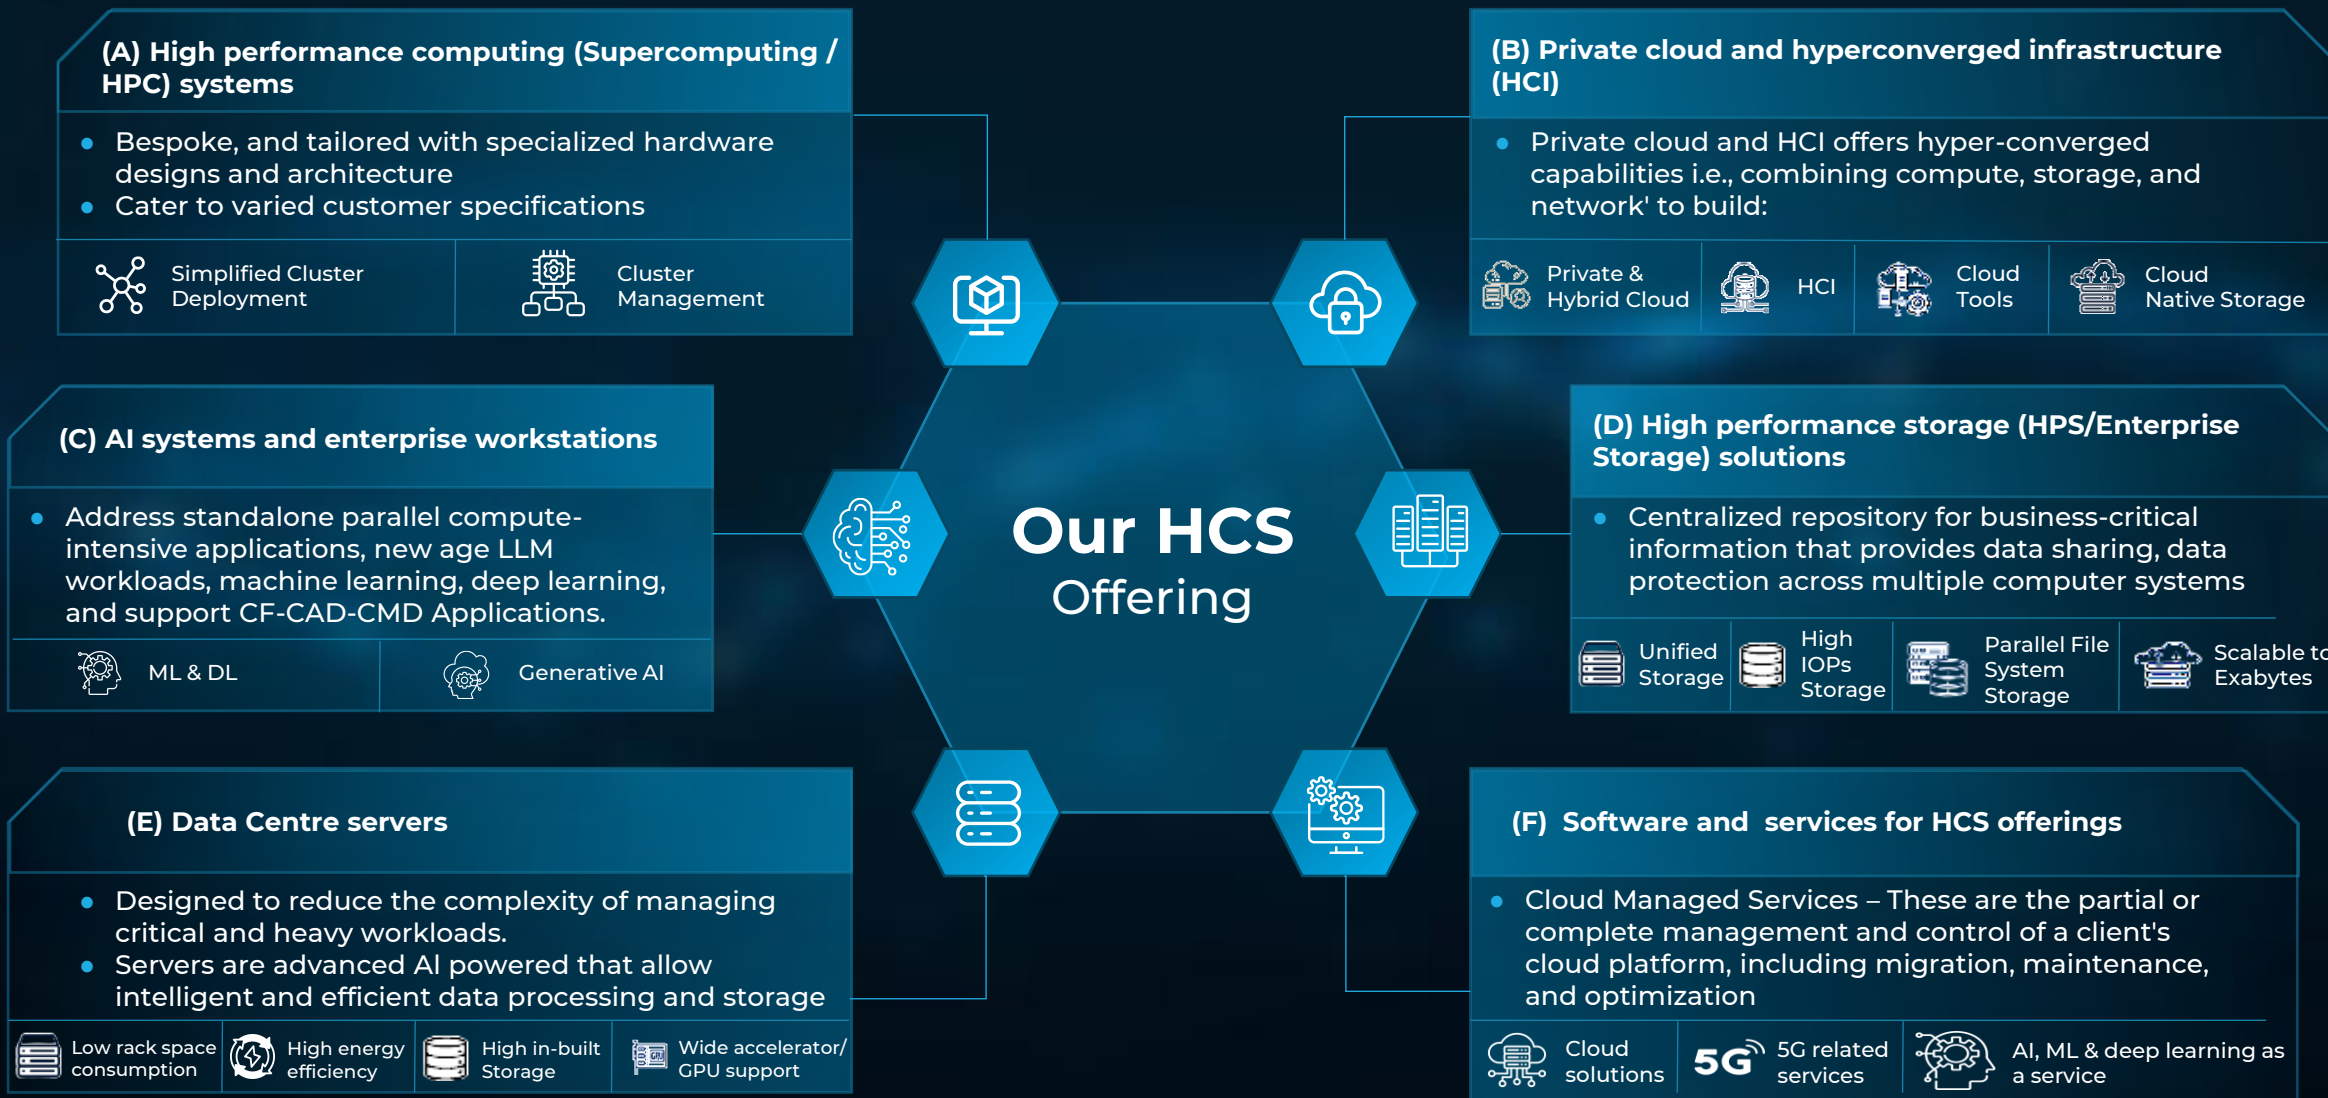 (A) High performance computing (Supercomputing /
HPC) systems
Bespoke, and tailored with specialized hardware
designs and architecture
Cater to varied customer specifications
Simplified Cluster
Deployment
Cluster
Management
(B) Private cloud and hyperconverged infrastructure
(HCI)
Private cloud and HCI offers hyper-converged
capabilities i.e., combining compute, storage, and
network' to build:
Private &
Hybrid Cloud
HCI
Cloud
Tools
Cloud
Native Storage
(C) AI systems and enterprise workstations
Address standalone parallel compute-
intensive applications, new age LLM
workloads, machine learning, deep learning,
and support CF-CAD-CMD Applications.
ML & DL
Generative AI
Our HCS
Offering
(D) High performance storage (HPS/Enterprise
Storage) solutions
Centralized repository for business-critical
information that provides data sharing, data
protection across multiple computer systems
Unified
Storage
High
IOPs
Storage
Parallel File
System
Storage
Scalable to
Exabytes
(E) Data Centre servers
Designed to reduce the complexity of managing
critical and heavy workloads.
Servers are advanced AI powered that allow
intelligent and efficient data processing and storage
Low rack space
consumption
High energy
efficiency
High in-built
Storage
GPU
Wide accelerator/
GPU support
(F) Software and services for HCS offerings
Cloud Managed Services – These are the partial or
complete management and control of a client's
cloud platform, including migration, maintenance,
and optimization
Cloud
solutions
5G
5G related
services
AI, ML & deep learning as
a service